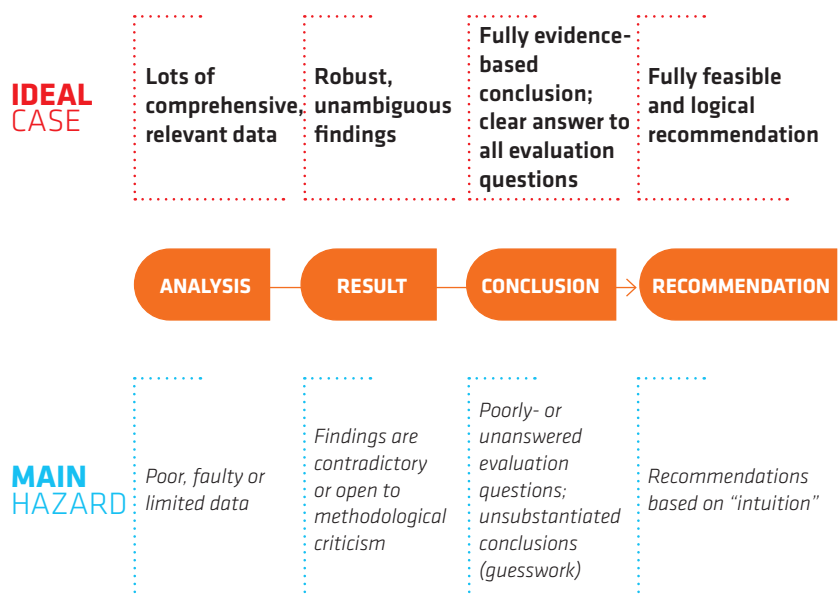 IDEAL
CASE
Lots of
comprehensive,
relevant data
Robust,
unambiguous
findings
Fully evidence-
based
conclusion;
clear answer to
all evaluation
questions
Fully feasible
and logical
recommendation
ANALYSIS
RESULT
CONCLUSION
RECOMMENDATION
MAIN
HAZARD
Poor, faulty or
limited data
Findings are
contradictory
or open to
methodological
criticism
Poorly- or
unanswered
evaluation
questions;
unsubstantiated
conclusions
(guesswork)
Recommendations
based on “intuition”